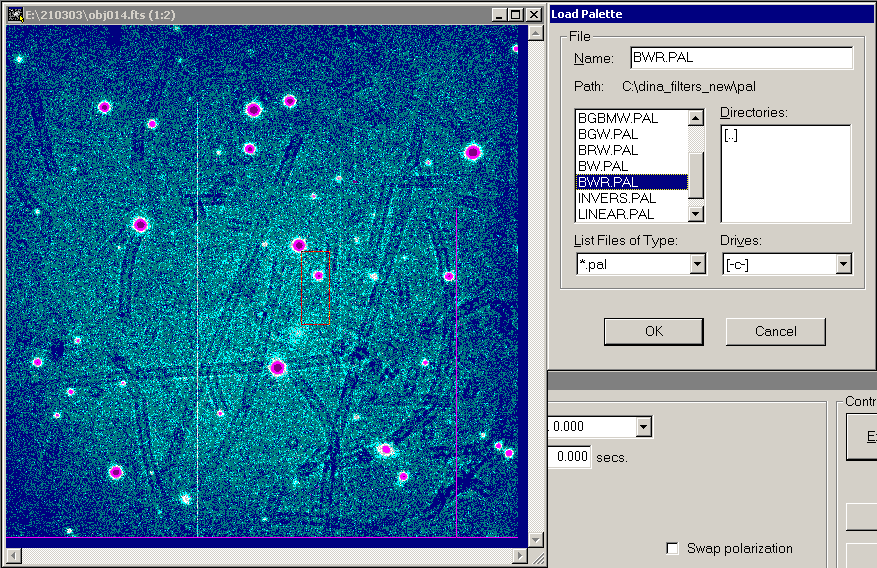 E:\210303\obj014.fts (1:2)
Load Palette
File
Name:
BWR.PAL
Path:
C:\dina_filters_new\pal
Directories:
BGBMW.PAL
BGW.PAL
BRW.PAL
BW.PAL
BWR.PAL
INVERS.PAL
LINEAR.PAL
[..]
List Files of Type:
Drives:
*.pal
[-c-]
OK
Cancel
Contr
0.000
E
0.000 secs.
Swap polarization